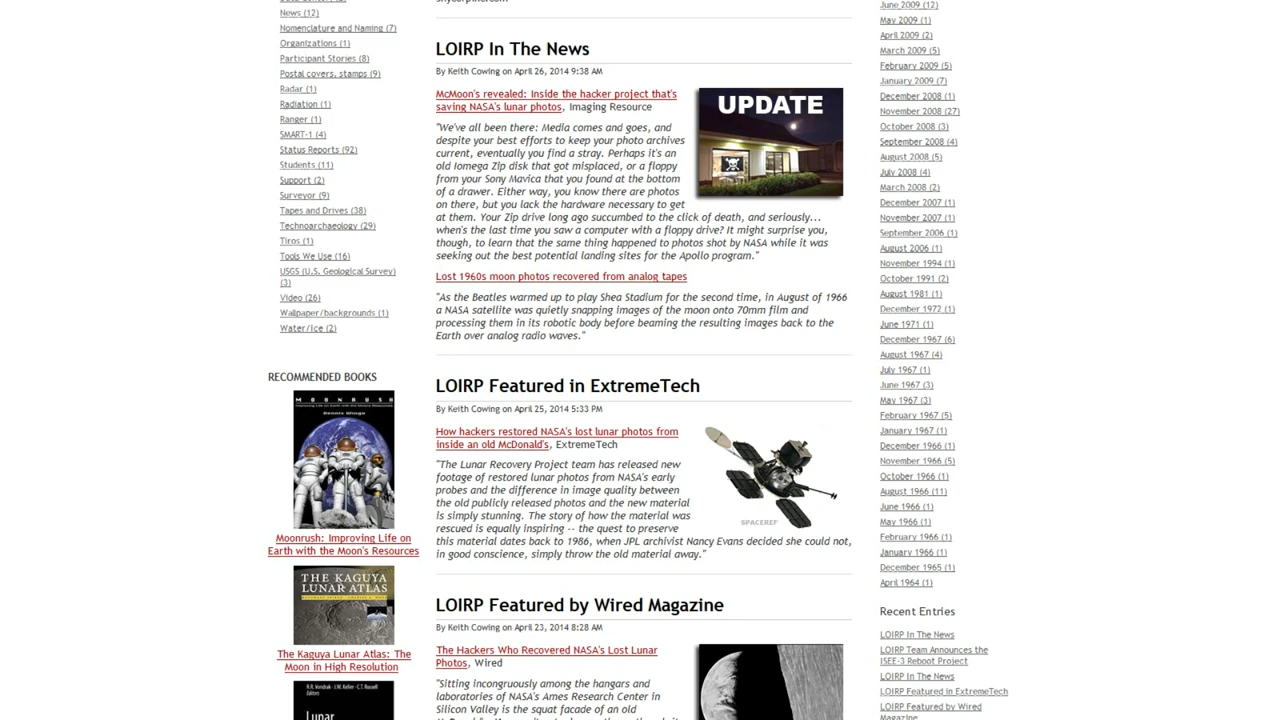 News (12)
Nomenclature and Naming (7)
Organizations (1)
Participant Stories (8)
Postal covers, stamps (9)
Radar (1)
Radiation (1)
Ranger (1)
SMART-1 (4)
Status Reports (92)
Students (11)
Support (2)
Surveyor (9)
Tapes and Drives (38)
Technoarchaeology (29)
Tiros (1)
Tools We Use (16)
USGS (U.S. Geological Survey)
(3)
Video (26)
Wallpaper/backgrounds (1)
Water/Ice (2)
RECOMMENDED BOOKS
MOONRUSH
Improving Life on Earth with the Moon's Resources
Dennis Wingo
Moonrush: Improving Life on
Earth with the Moon's Resources
THE KAGUYA
LUNAR ATLAS
The Kaguya Lunar Atlas: The
Moon in High Resolution
Editors
Lunar
LOIRP In The News
By Keith Cowing on April 26, 2014 9:38 AM
McMoon's revealed: Inside the hacker project that's
saving NASA's lunar photos, Imaging Resource
UPDATE
"We've all been there: Media comes and goes, and
despite your best efforts to keep your photo archives
current, eventually you find a stray. Perhaps it's an
old Iomega Zip disk that got misplaced, or a floppy
from your Sony Mavica that you found at the bottom
of a drawer. Either way, you know there are photos
on there, but you lack the hardware necessary to get
at them. Your Zip drive long ago succumbed to the click of death, and seriously...
when's the last time you saw a computer with a floppy drive? It might surprise you,
though, to learn that the same thing happened to photos shot by NASA while it was
seeking out the best potential landing sites for the Apollo program."
Lost 1960s moon photos recovered from analog tapes
"As the Beatles warmed up to play Shea Stadium for the second time, in August of 1966
a NASA satellite was quietly snapping images of the moon onto 70mm film and
processing them in its robotic body before beaming the resulting images back to the
Earth over analog radio waves."
LOIRP Featured in ExtremeTech
By Keith Cowing on April 25, 2014 5:33 PM
How hackers restored NASA's lost lunar photos from
inside an old McDonald's, ExtremeTech
"The Lunar Recovery Project team has released new
footage of restored lunar photos from NASA's early
probes and the difference in image quality between
the old publicly released photos and the new material
is simply stunning. The story of how the material was
rescued is equally inspiring -- the quest to preserve
this material dates back to 1986, when JPL archivist Nancy Evans decided she could not,
in good conscience, simply throw the old material away."
SPACEREF
LOIRP Featured by Wired Magazine
By Keith Cowing on April 23, 2014 8:28 AM
The Hackers Who Recovered NASA's Lost Lunar
Photos, Wired
"Sitting incongruously among the hangars and
laboratories of NASA's Ames Research Center in
Silicon Valley is the squat facade of an old
June 2009 (12)
May 2009 (1)
April 2009 (2)
March 2009 (5)
February 2009 (5)
January 2009 (7)
December 2008 (1)
November 2008 (27)
October 2008 (3)
September 2008 (4)
August 2008 (5)
July 2008 (4)
March 2008 (2)
December 2007 (1)
November 2007 (1)
September 2006 (1)
August 2006 (1)
November 1994 (1)
October 1991 (2)
August 1981 (1)
December 1972 (1)
June 1971 (1)
December 1967 (6)
August 1967 (4)
July 1967 (1)
June 1967 (3)
May 1967 (3)
February 1967 (5)
January 1967 (1)
December 1966 (1)
November 1966 (5)
October 1966 (1)
August 1966 (11)
June 1966 (1)
May 1966 (1)
February 1966 (1)
January 1966 (1)
December 1965 (1)
April 1964 (1)
Recent Entries
LOIRP In The News
LOIRP Team Announces the
ISEE-3 Reboot Project
LOIRP In The News
LOIRP Featured in ExtremeTech
LOIRP Featured by Wired
Magazine